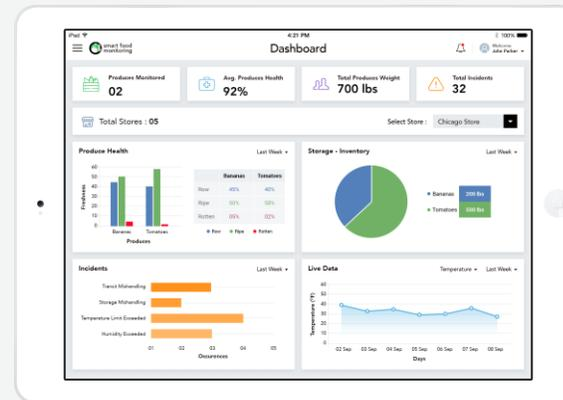 iPad
4:21 PM
100%
smart food
monitoring
Dashboard
Welcome
Julie Parker
Produces Monitored
02
Avg. Produces Health
92%
Total Produces Weight
700 lbs
Total Incidents
32
Total Stores : 05
Select Store :
Chicago Store
Produce Health
Last Week
Freshness
60
50
40
30
20
10
0
Bananas Tomatoes
Produces
Bananas Tomatoes
Raw 45% 40%
Ripe 50% 58%
Rotten 05% 02%
Raw Ripe Rotten
Storage - Inventory
Last Week
Bananas 200 lbs
Tomatoes 500 lbs
Incidents
Last Week
Transit Mishandling
Storage Mishandling
Temperature Limit Exceeded
Humidity Exceeded
01 02 03 04 05
Occurences
Live Data
Temperature Last Week
Temperature (°F)
60
50
40
30
20
10
0
02 Sep 03 Sep 04 Sep 05 Sep 06 Sep 07 Sep 08 Sep
Days